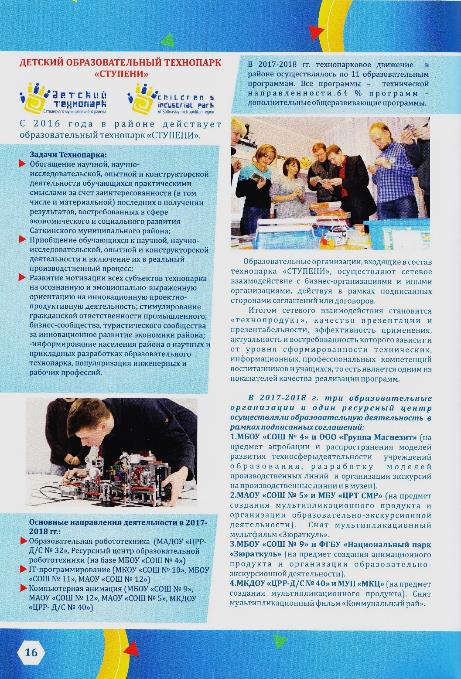 ДЕТСКИЙ ОБРАЗОВАТЕЛЬНЫЙ ТЕХНОПАРК
«СТУПЕНИ»
ДЕТСКИЙ
ТЕХНОПАРК
CHILDREN`S
INDUSTRIAL PARK
С 2016 года в районе действует
образовательный технопарк «СТУПЕНИ».
Задачи Технопарка:
Обогащение научной, научно-
исследовательской, опытной и конструкторской
деятельности обучающихся практическими
смыслами за счет заинтересованности (в том
числе и материальной) последних о получении
результатов, востребованных в сфере
экономического и социального развития
Саткинского муниципального района;
Приобщение обучающихся к научной, научно-
исследовательской, опытной и конструкторской
деятельности и включение их в реальный
производственный процесс;
Развитие мотивации всех субъектов технопарка
на осознанную и эмоционально-выраженную
ориентацию на инновационную проектно-
продуктивную деятельность; стимулирование
гражданской ответственности промышленного,
бизнес-сообщества, туристического сообщества
за инновационное развитие экономики района;
-информирование населения района о научных и
прикладных разработках образовательного
технопарка, популяризация инженерных и
рабочих профессий.
Основные направления деятельности в 2017-
2018 гг:
Образовательная робототехника (МАДОУ «ЦРР-
Д/С № 32», Ресурсный центр образовательной
робототехники (на базе МБОУ «СОШ № 4»)
IT-программирование (МКОУ «СОШ № 10», МБОУ
«СОШ № 11», МАОУ «СОШ № 12»)
Компьютерная анимация (МБОУ «СОШ № 9»,
МАОУ «СОШ № 12», МАОУ «СОШ № 5», МКДОУ
«ЦРР- Д/С № 40»)
16
В 2017-2018 гг. технопарковое движение в
районе осуществлялось по 11 образовательным
программам. Все программы – технической
направленности. 64 % программ –
дополнительные общеразвивающие программы.
Образовательные организации, входящие в состав
технопарка «СТУПЕНИ», осуществляют сетевое
взаимодействие с бизнес-организациями и иными
организациями, действуя в рамках подписанных
сторонами соглашений или договоров.
Итогом сетевого взаимодействия становится
«технопродукт», качество презентации и
презентабельности, эффективность применения,
актуальность и востребованность которого зависит и
от уровня сформированности технических,
информационных, профессиональных компетенций
воспитанников и учащихся, то есть является одним из
показателей качества реализации программ.
В 2017-2018 г. три образовательные
организации и один ресурсный центр
осуществляли образовательную деятельность в
рамках подписанных соглашений:
1.МБОУ «СОШ № 4» и ООО «Группа Магнезит» (на
предмет апробации и распространения моделей
развития техносферы деятельности учреждений
образования, разработку моделей
производственных линий и организации экскурсий
на производственные линии и в музеи).
2.МАОУ «СОШ № 5» и МБУ «ЦРТ СМР» (на предмет
создания мультипликационного продукта и
организации образовательно-экскурсионной
деятельности). Снят мультипликационный
мультфильм «Зюраткуль».
3.МБОУ «СОШ № 9» и ФГБУ «Национальный парк
«Зюраткуль» (на предмет создания анимационного
продукта и организации образовательно-
экскурсионной деятельности).
4.МКДОУ «ЦРР- Д/С № 40» и МУП «МКЦ» (на предмет
создания мультипликационного продукта). Снят
мультипликационный фильм «Коммунальный рай».